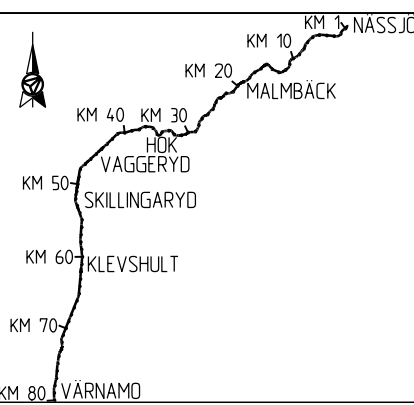 KM 1 NÄSSJÖ
KM 10
KM 20
MALMBÄCK
KM 40 KM 30
HOK
VAGGERYD
KM 50
SKILLINGARYD
KM 60 KLEVSHULT
KM 70
KM 80 VÄRNAMO